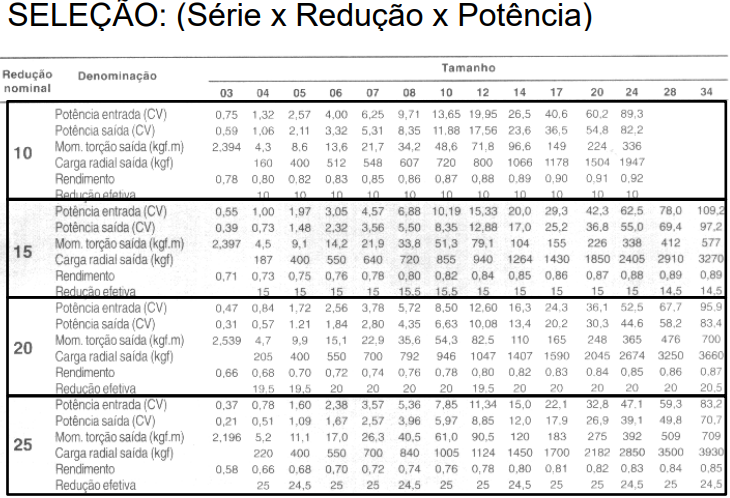 SELEÇÃO: (Série x Redução x Potência)
Redução nominal Denominação Tamanho
03 04 05 06 07 08 10 12 14 17 20 24 28 34
10
Potência entrada (CV) 0,75 1,32 2,57 4,00 6,25 9,71 13,65 19,95 26,5 40,6 60,2 89,3
Potência saída (CV) 0,59 1,06 2,11 3,32 5,31 8,35 11,88 17,56 23,6 36,5 54,8 82,2
Mom. torção saída (kgf.m) 2,394 4,3 8,6 13,6 21,7 34,2 48,6 71,8 96,6 149 224 336
Carga radial saída (kgf) 160 400 512 548 607 720 800 1066 1178 1504 1947
Rendimento 0,78 0,80 0,82 0,83 0,85 0,86 0,87 0,88 0,89 0,90 0,91 0,92
Redução efetiva 10 10 10 10 10 10 10 10 10 10 10
15
Potência entrada (CV) 0,55 1,00 1,97 3,05 4,57 6,88 10,19 15,33 20,0 29,3 42,3 62,5 78,0 109,2
Potência saída (CV) 0,39 0,73 1,48 2,32 3,56 5,50 8,35 12,88 17,0 25,2 36,8 55,0 69,4 97,2
Mom. torção saída (kgf.m) 2,397 4,5 9,1 14,2 21,9 33,8 51,3 79,1 104 155 226 338 412 577
Carga radial saída (kgf) 187 400 550 640 720 855 940 1264 1430 1850 2405 2910 3270
Rendimento 0,71 0,73 0,75 0,76 0,78 0,80 0,82 0,84 0,85 0,86 0,87 0,88 0,89 0,89
Redução efetiva 15 15 15 15 15,5 15,5 15 15 15 15 15 14,5 14,5
20
Potência entrada (CV) 0,47 0,84 1,72 2,56 3,78 5,72 8,50 12,60 16,3 24,3 36,1 52,5 67,7 95,9
Potência saída (CV) 0,31 0,57 1.21 1,84 2,80 4,35 6,63 10,08 13,4 20,2 30,3 44,6 58,2 83,4
Mom. torção saída (kgf.m) 2,539 4,7 9,9 15,1 22,9 35,6 54,3 82,5 110 165 248 365 476 700
Carga radial saída (kgf) 205 400 550 700 792 946 1047 1407 1590 2045 2674 3250 3660
Rendimento 0,66 0,68 0,70 0,72 0,74 0,76 0,78 0,80 0,82 0,83 0,84 0,85 0,86 0,87
Redução efetiva 19,5 19,5 20 20 20 20 19,5 20 20 20 20 20 20,5
25
Potência entrada (CV) 0,37 0,78 1,60 2,38 3,57 5,36 7,85 11,34 15,0 22,1 32,8 47,1 59,3 83,2
Potência saída (CV) 0,21 0,51 1,09 1,67 2,57 3,96 5,97 8,85 12,0 17,9 26,9 39,1 49,8 70,7
Mom. torção saída (kgf.m) 2,196 5,2 11,1 17,0 26,3 40,5 61,0 90,5 120 183 275 392 509 709
Carga radial saída (kgf) 220 400 550 700 840 1005 1124 1450 1700 2182 2850 3500 3930
Rendimento 0,58 0,66 0,68 0,70 0,72 0,74 0,76 0,78 0,80 0,81 0,82 0,83 0,84 0,85
Redução efetiva 25 24,5 25 25 24,5 25 25 24,5 25 25 24,5 25 24,5